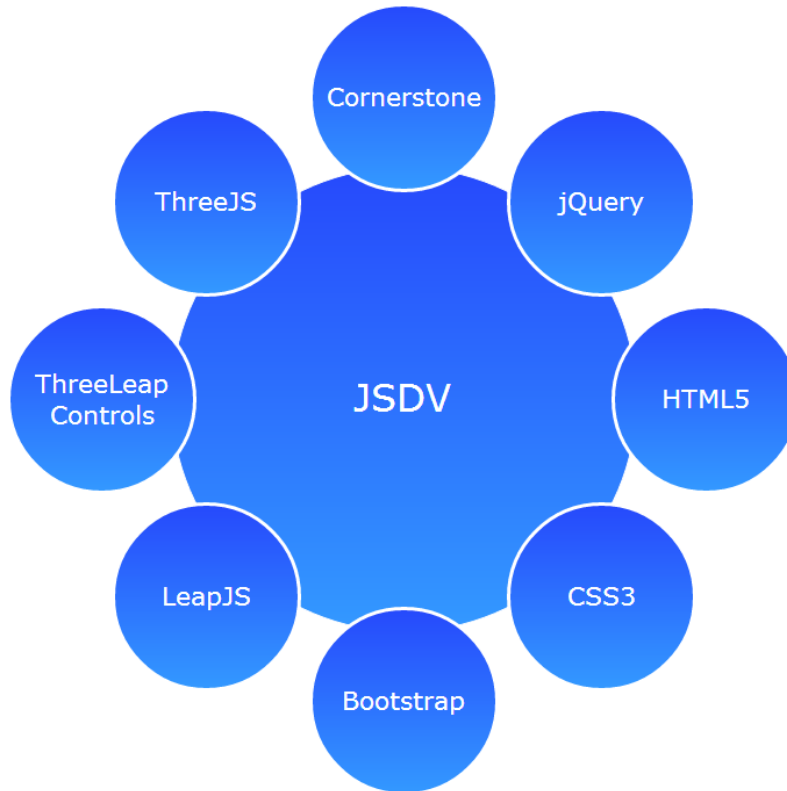 Cornerstone
ThreeJS
jQuery
ThreeLeap
Controls
JSDV
HTML5
LeapJS
CSS3
Bootstrap